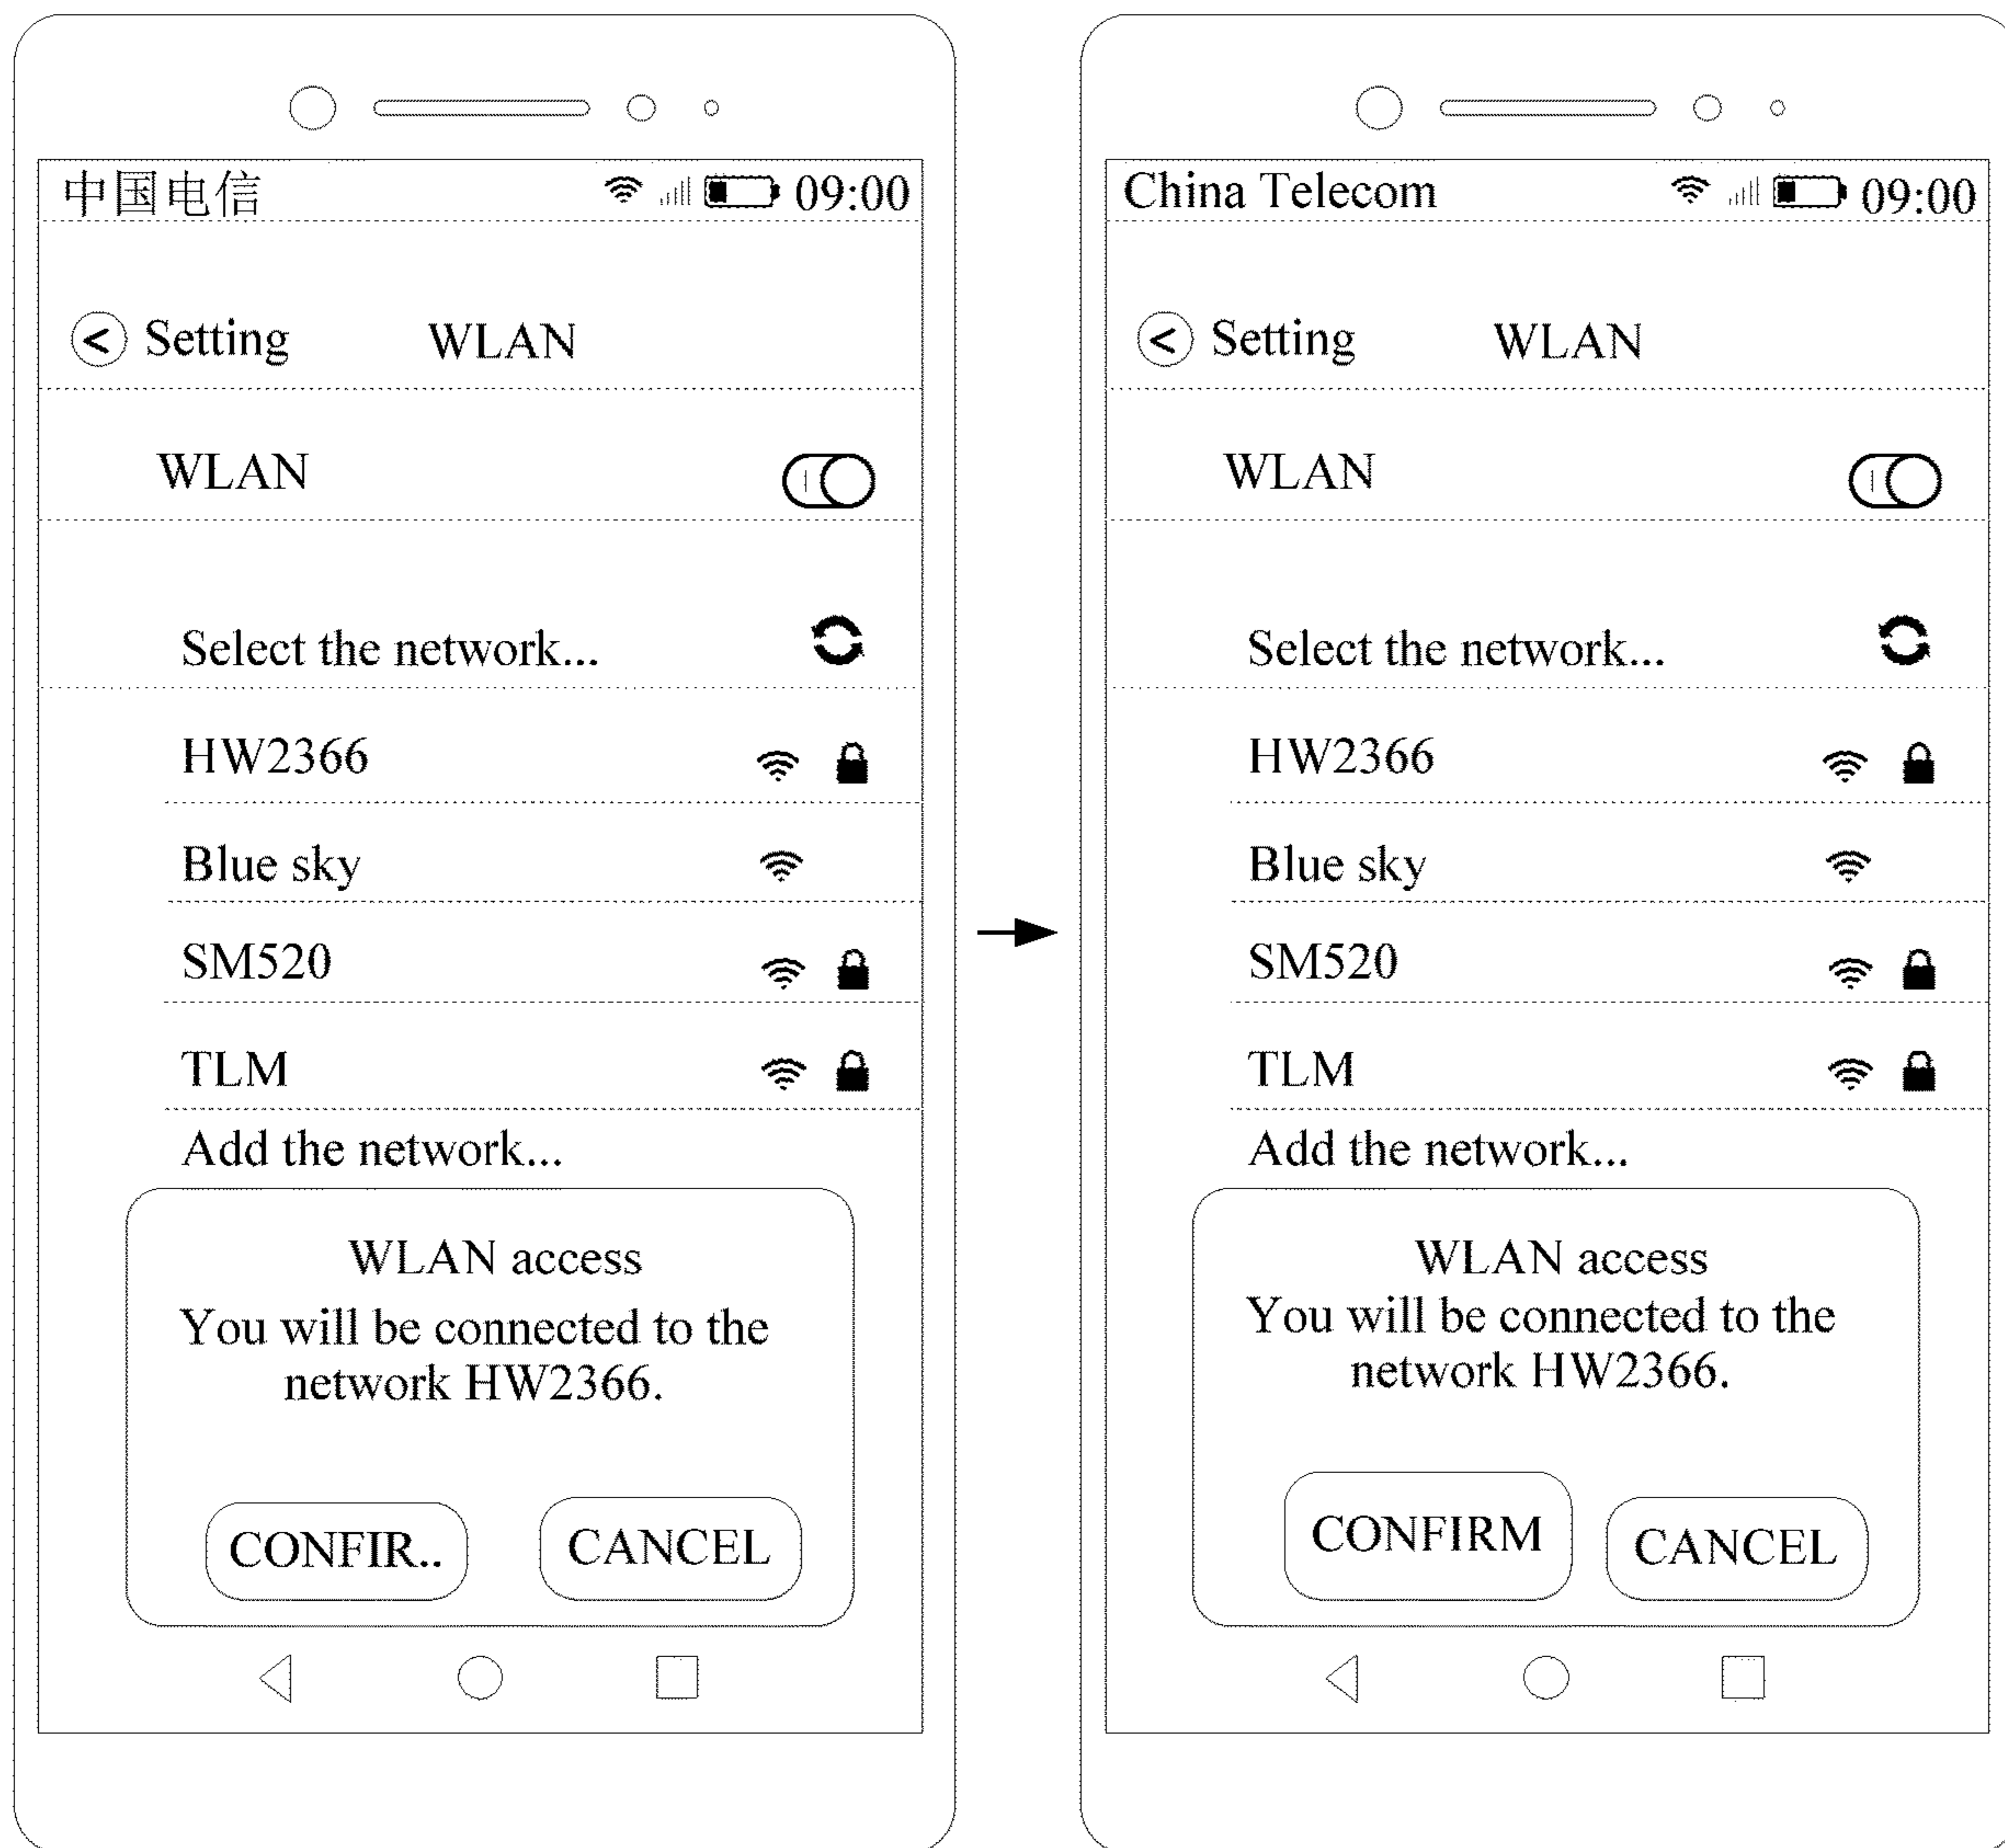 中国电信 09:00
< Setting WLAN
WLAN
Select the network...
HW2366
Blue sky
SM520
TLM
Add the network...
WLAN access
You will be connected to the
network HW2366.
CONFIR.. CANCEL
China Telecom 09:00
< Setting WLAN
WLAN
Select the network...
HW2366
Blue sky
SM520
TLM
Add the network...
WLAN access
You will be connected to the
network HW2366.
CONFIRM CANCEL